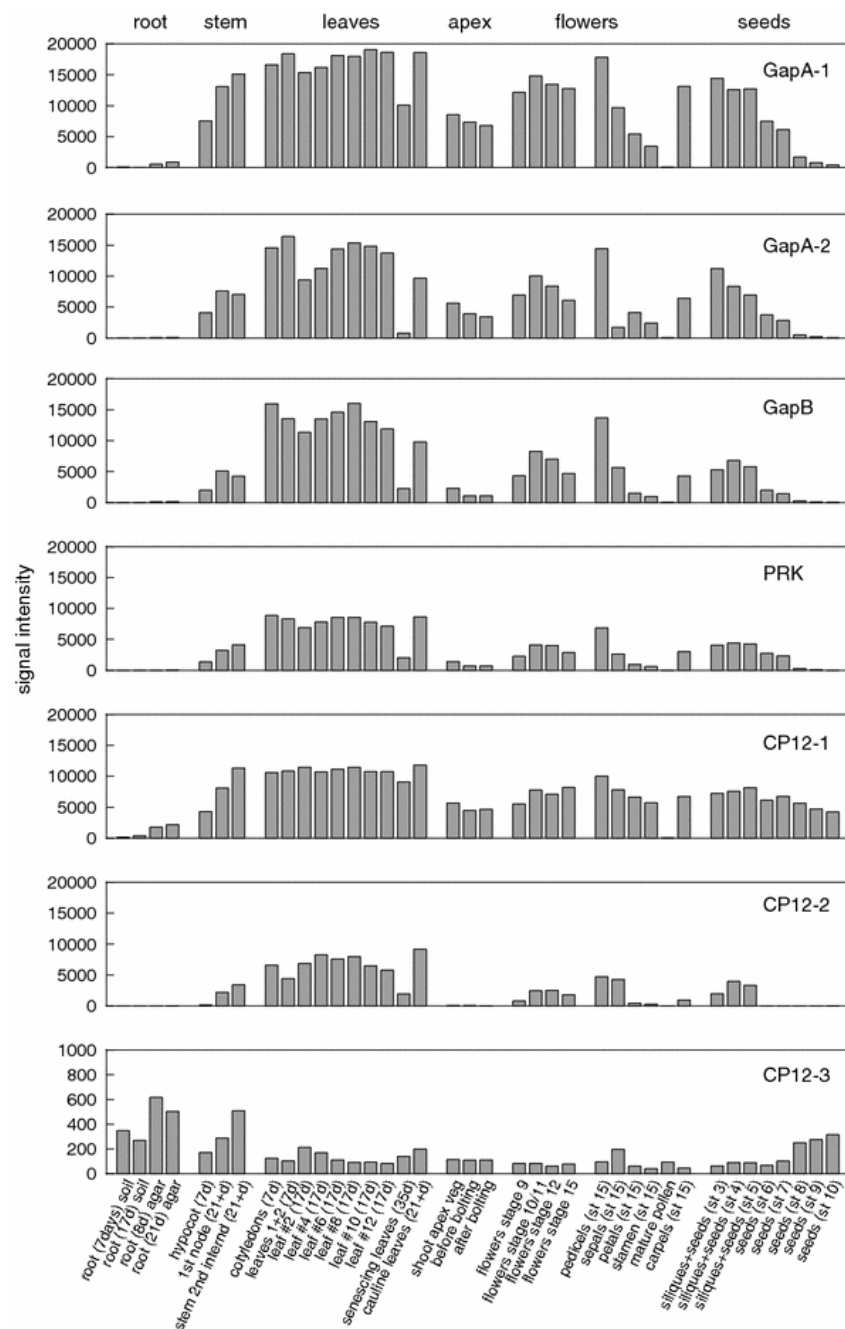 root stem leaves apex flowers seeds
20000
15000
10000
5000
0
GapA-1
20000
15000
10000
5000
0
GapA-2
20000
15000
10000
5000
0
GapB
20000
15000
10000
5000
0
PRK
signal intensity
20000
15000
10000
5000
0
CP12-1
20000
15000
10000
5000
0
CP12-2
1000
800
600
400
200
0
CP12-3
root (7days) soil
root (17d) soil
root (8d) agar
root (21d) agar
hypocot (7d)
1st node (21+d)
stem 2nd internd (21+d)
cotyledons (7d)
leaves 1+2 (7d)
leaf #2 (17d)
leaf #4 (17d)
leaf #6 (17d)
leaf #8 (17d)
leaf #10 (17d)
leaf #12 (17d)
senescing leaves (35d)
cauline leaves (21+d)
shoot apex veg
before bolting
after bolting
flowers stage 9
flowers stage 10/11
flowers stage 12
flowers stage 15
pedicels (st 15)
sepals (st 15)
petals (st 15)
stamen (st 15)
mature pollen
carpels (st 15)
siliques+seeds (st 3)
siliques+seeds (st 4)
siliques+seeds (st 5)
seeds (st 6)
seeds (st 7)
seeds (st 8)
seeds (st 9)
seeds (st 10)